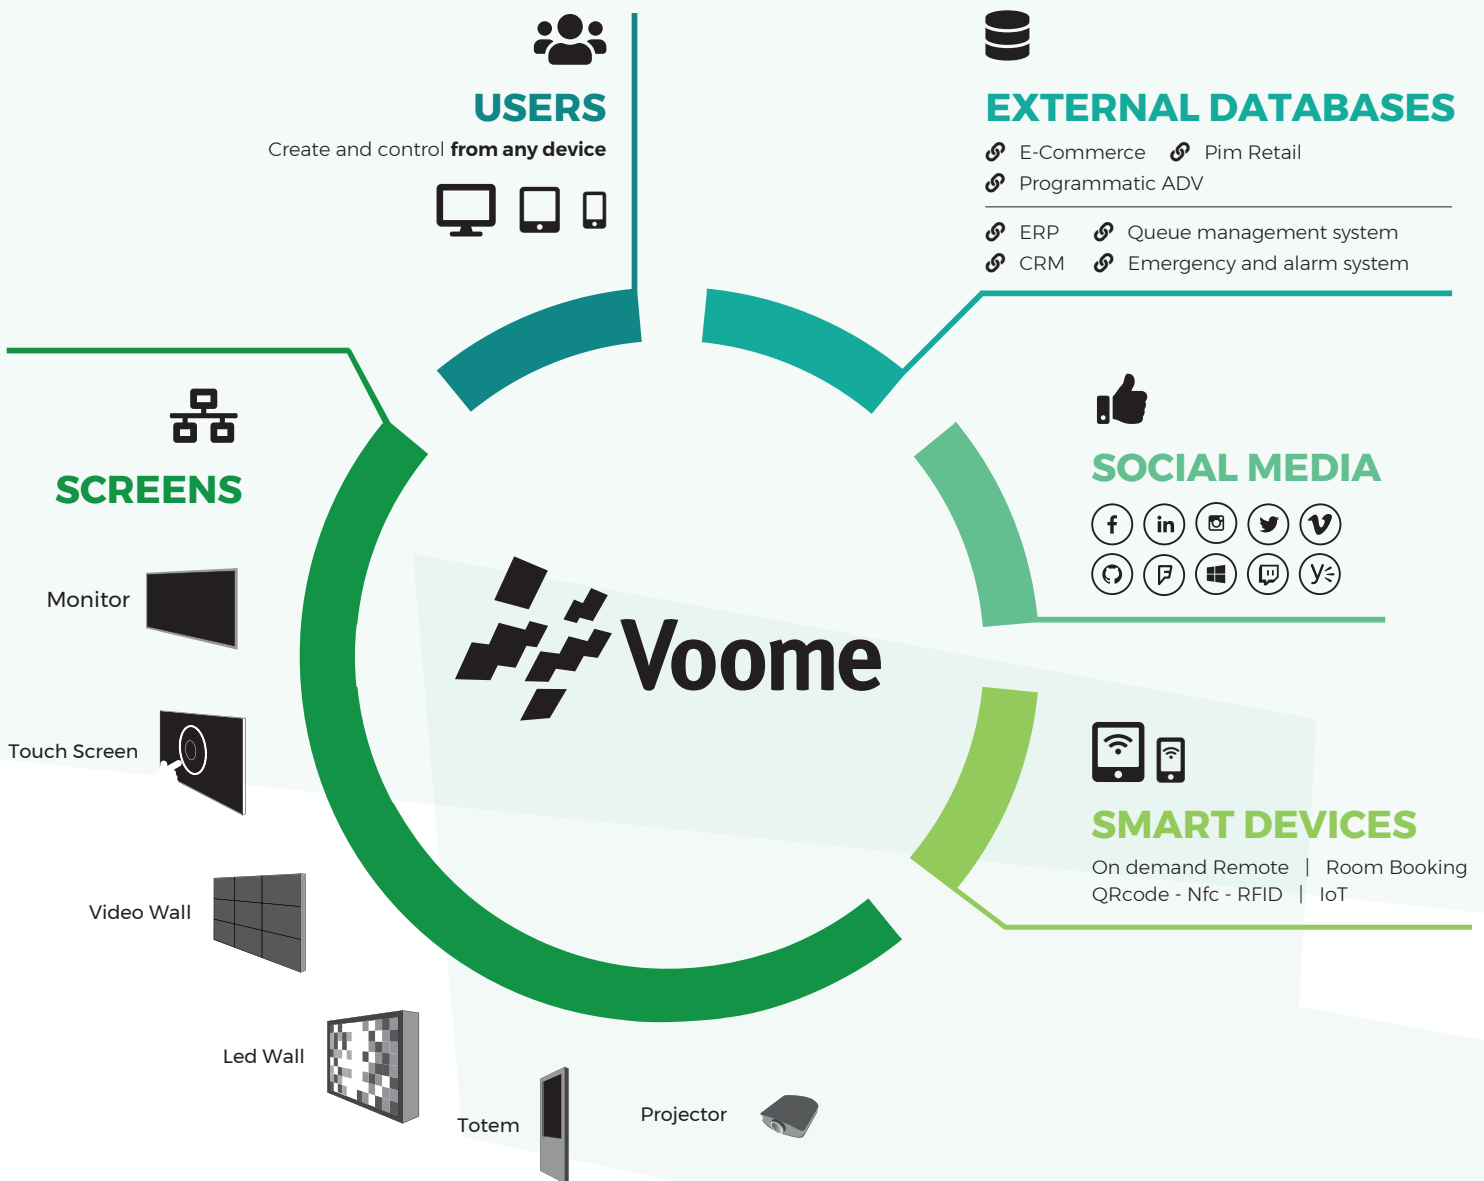 USERS
Create and control from any device
EXTERNAL DATABASES
E-Commerce Pim Retail
Programmatic ADV
ERP Queue management system
CRM Emergency and alarm system
SCREENS
Monitor
Touch Screen
Video Wall
Led Wall
Totem
Projector
Voome
SOCIAL MEDIA
SMART DEVICES
On demand Remote | Room Booking
QRcode - Nfc - RFID | IoT